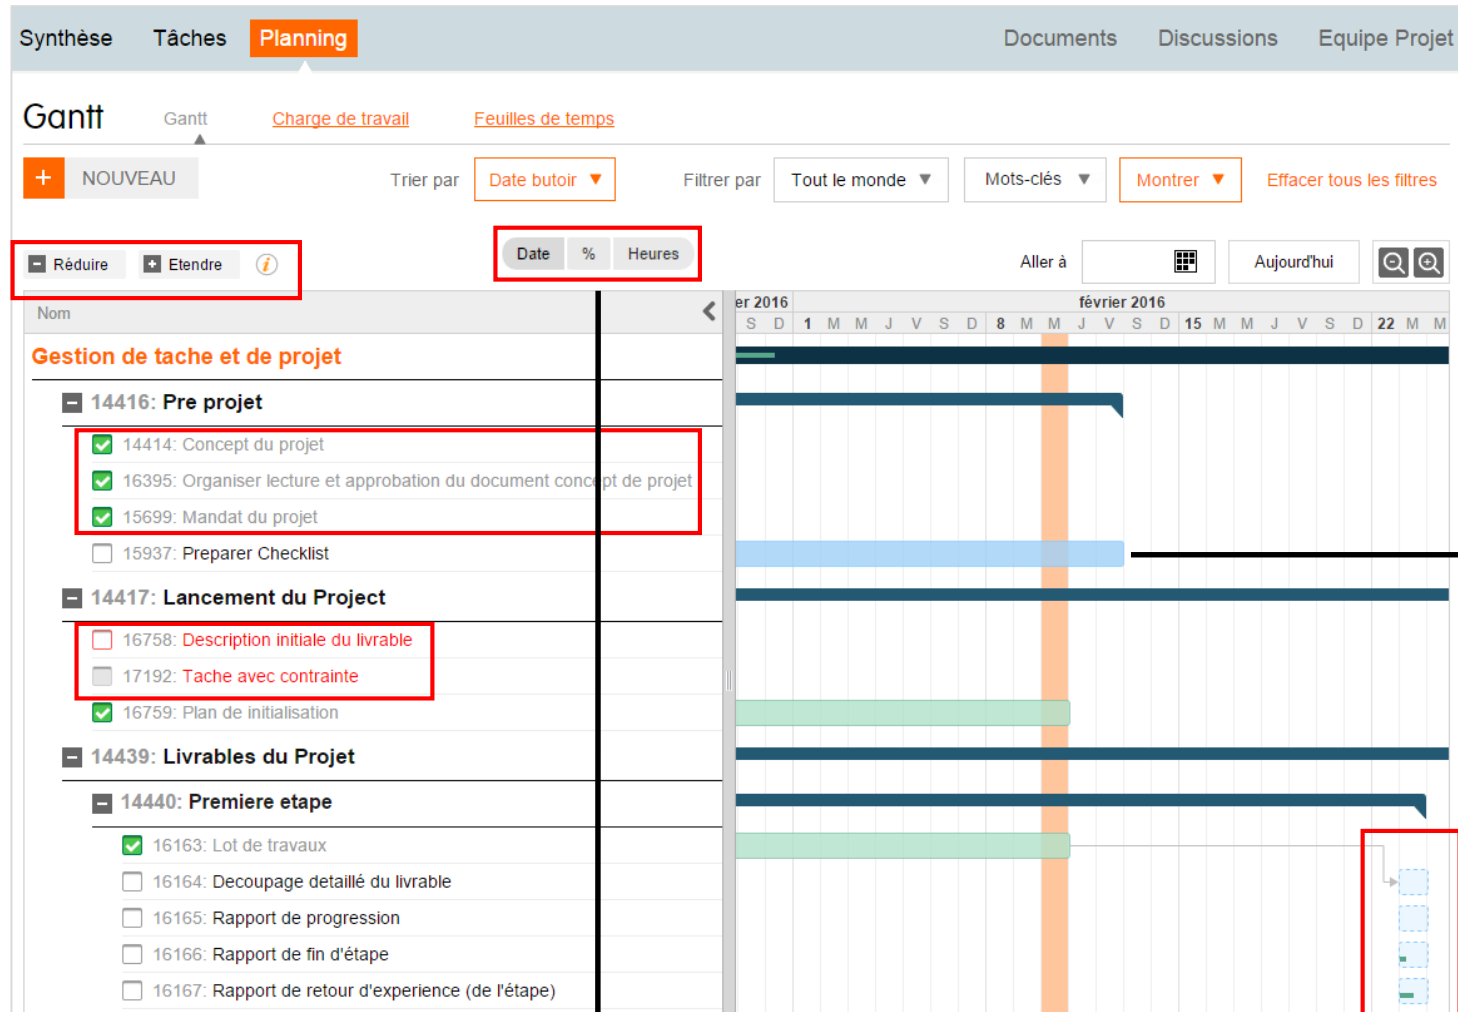 Synthèse Tâches Planning Documents Discussions Equipe Projet
Gantt Gantt Charge de travail Feuilles de temps
+ NOUVEAU Trier par Date butoir ▼ Filtrer par Tout le monde ▼ Mots-clés ▼ Montrer ▼ Effacer tous les filtres
Réduire Etendre i Date % Heures Aller à Aujourd'hui
Nom er 2016 février 2016
S D 1 M M J V S D 8 M M J V S D 15 M M J V S D 22 M M
Gestion de tache et de projet
14416: Pre projet
14414: Concept du projet
16395: Organiser lecture et approbation du document concept de projet
15699: Mandat du projet
15937: Preparer Checklist
14417: Lancement du Project
16758: Description initiale du livrable
17192: Tache avec contrainte
16759: Plan de initialisation
14439: Livrables du Projet
14440: Premiere etape
16163: Lot de travaux
16164: Decoupage detaillé du livrable
16165: Rapport de progression
16166: Rapport de fin d'étape
16167: Rapport de retour d'experience (de l'étape)